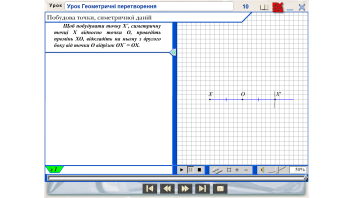 Урок Урок Геометричні перетворення 10
Побудова точки, симетричної даній
Щоб побудувати точку X', симетричну
точці X відносно точки O, проведіть
промінь XO, відкладіть на ньому з другого
боку від точки O відрізок OX' = OX.
X O X'